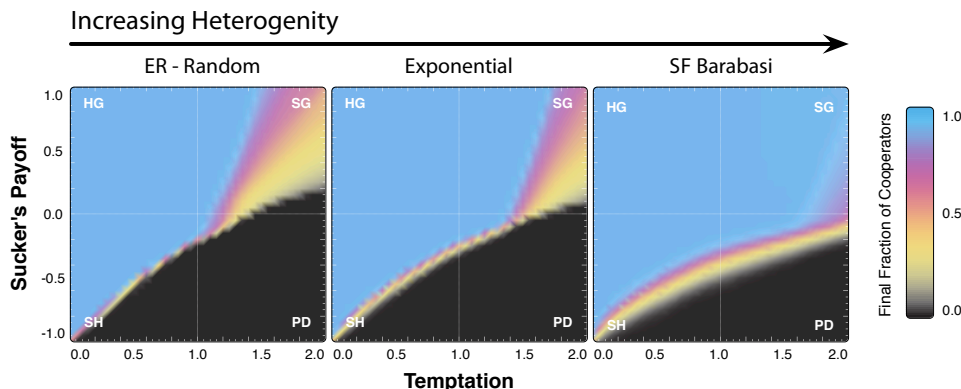 Increasing Heterogenity
ER - Random
Exponential
SF Barabasi
HG SG
HG SG
HG SG
SH PD
SH PD
SH PD
1.0
0.5
0.0
-0.5
-1.0
Sucker's Payoff
0.0 0.5 1.0 1.5 2.0
0.0 0.5 1.0 1.5 2.0
0.0 0.5 1.0 1.5 2.0
Temptation
Final Fraction of Cooperators
1.0
0.5
0.0